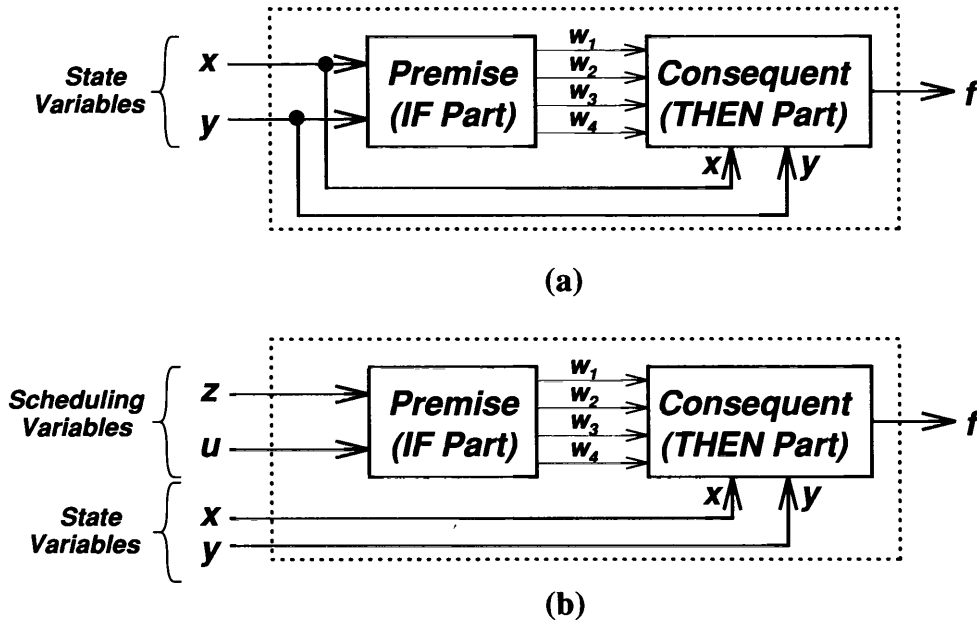 State
Variables
x
y
Premise
(IF Part)
w1
w2
w3
w4
Consequent
(THEN Part)
x
y
f
(a)
Scheduling
Variables
z
u
State
Variables
x
y
Premise
(IF Part)
w1
w2
w3
w4
Consequent
(THEN Part)
x
y
f
(b)